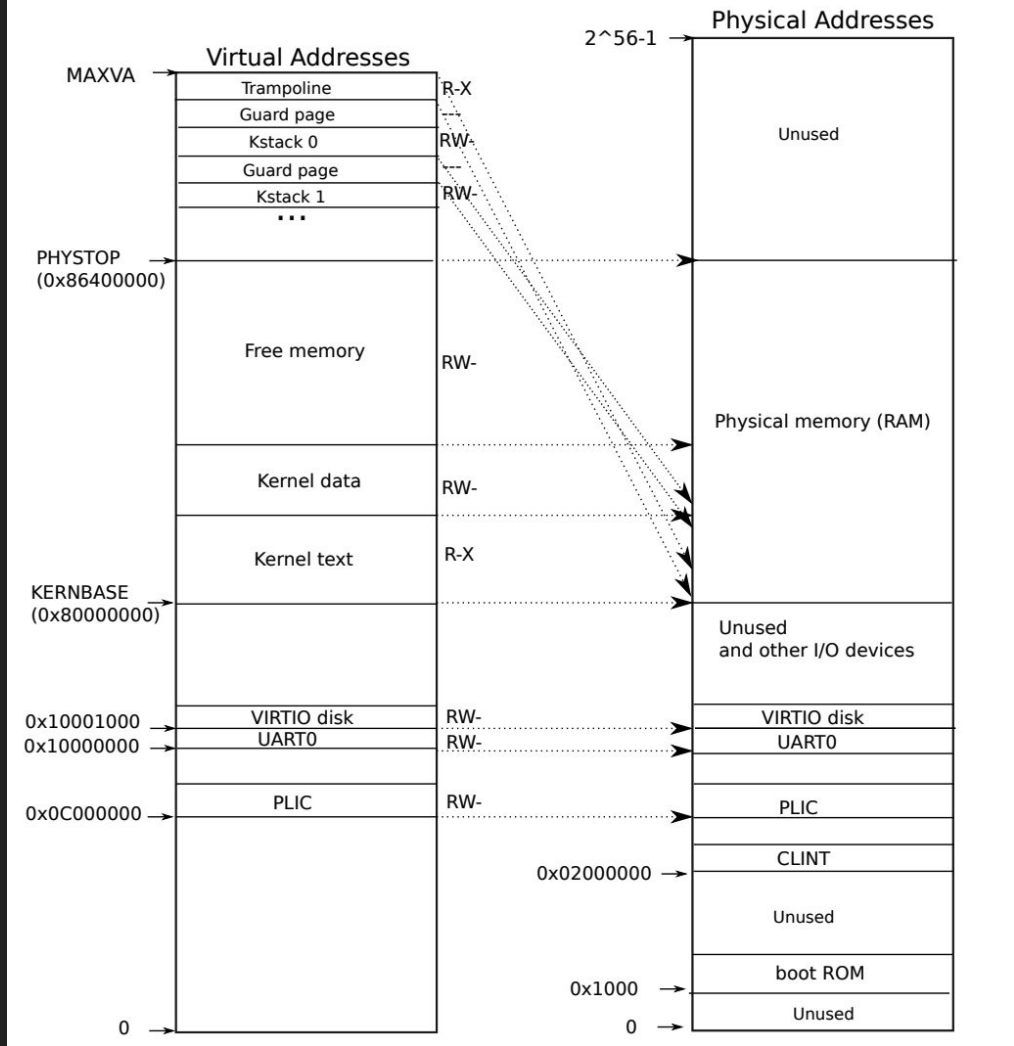 Physical Addresses
2^56-1
Virtual Addresses
MAXVA
Trampoline
R-X
Guard page
---
Kstack 0
RW-
Guard page
---
Kstack 1
RW-
...
Unused
PHYSTOP
(0x86400000)
Free memory
RW-
Physical memory (RAM)
Kernel data
RW-
Kernel text
R-X
KERNBASE
(0x80000000)
Unused
and other I/O devices
0x10001000
VIRTIO disk
RW-
VIRTIO disk
0x10000000
UART0
RW-
UART0
0x0C000000
PLIC
RW-
PLIC
CLINT
0x02000000
Unused
boot ROM
0x1000
Unused
0
0